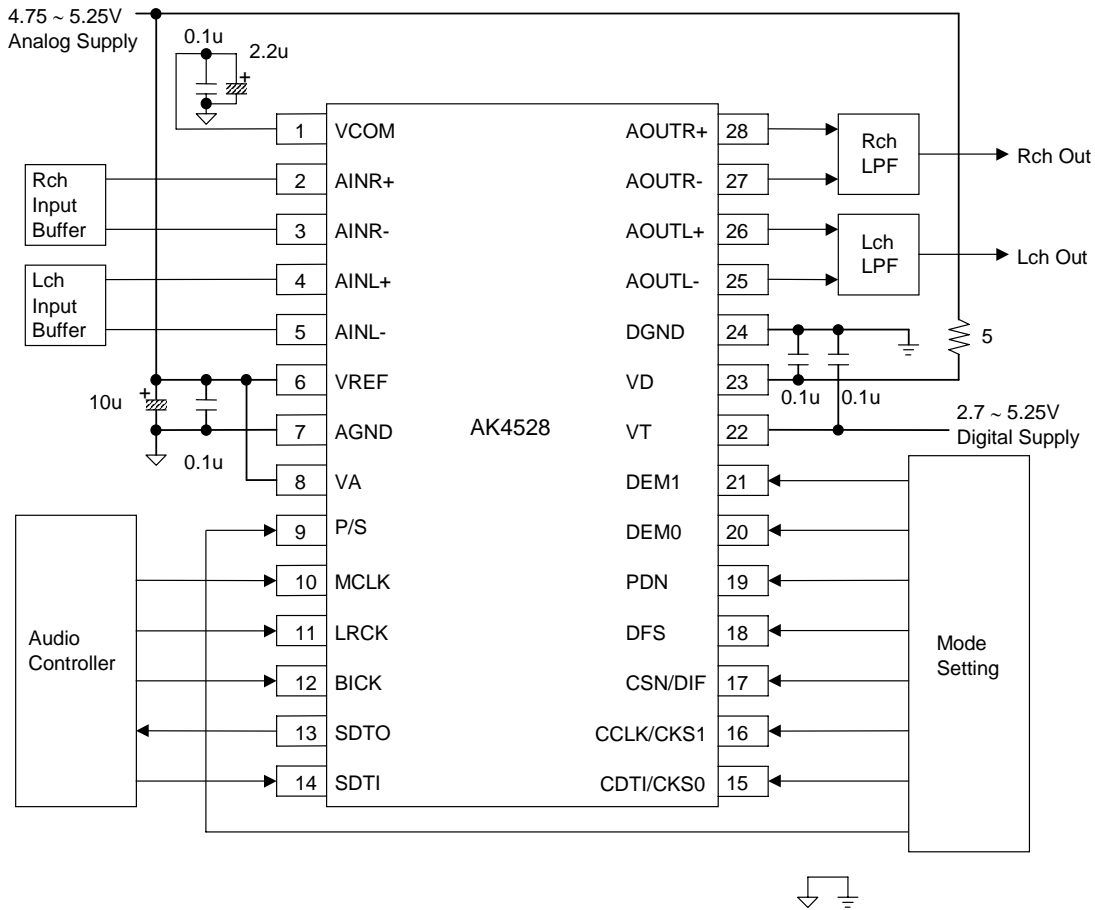 4.75 ~ 5.25V
Analog Supply
0.1u
2.2u
+
1 VCOM
AOUTR+ 28
Rch
LPF
Rch Out
Rch
Input
Buffer
2 AINR+
AOUTR- 27
3 AINR-
AOUTL+ 26
Lch
LPF
Lch Out
Lch
Input
Buffer
4 AINL+
AOUTL- 25
5 AINL-
DGND 24
5
6 VREF
VD 23
+
10u
0.1u
0.1u
0.1u
7 AGND
AK4528
VT 22
2.7 ~ 5.25V
Digital Supply
8 VA
DEM1 21
9 P/S
DEM0 20
10 MCLK
PDN 19
Audio
Controller
11 LRCK
DFS 18
Mode
Setting
12 BICK
CSN/DIF 17
13 SDTO
CCLK/CKS1 16
14 SDTI
CDTI/CKS0 15